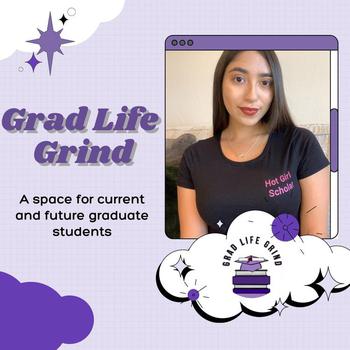 Grad Life
Grind
A space for current
and future graduate
students
Hot Girl
Scholar
GRAD LIFE GRIND